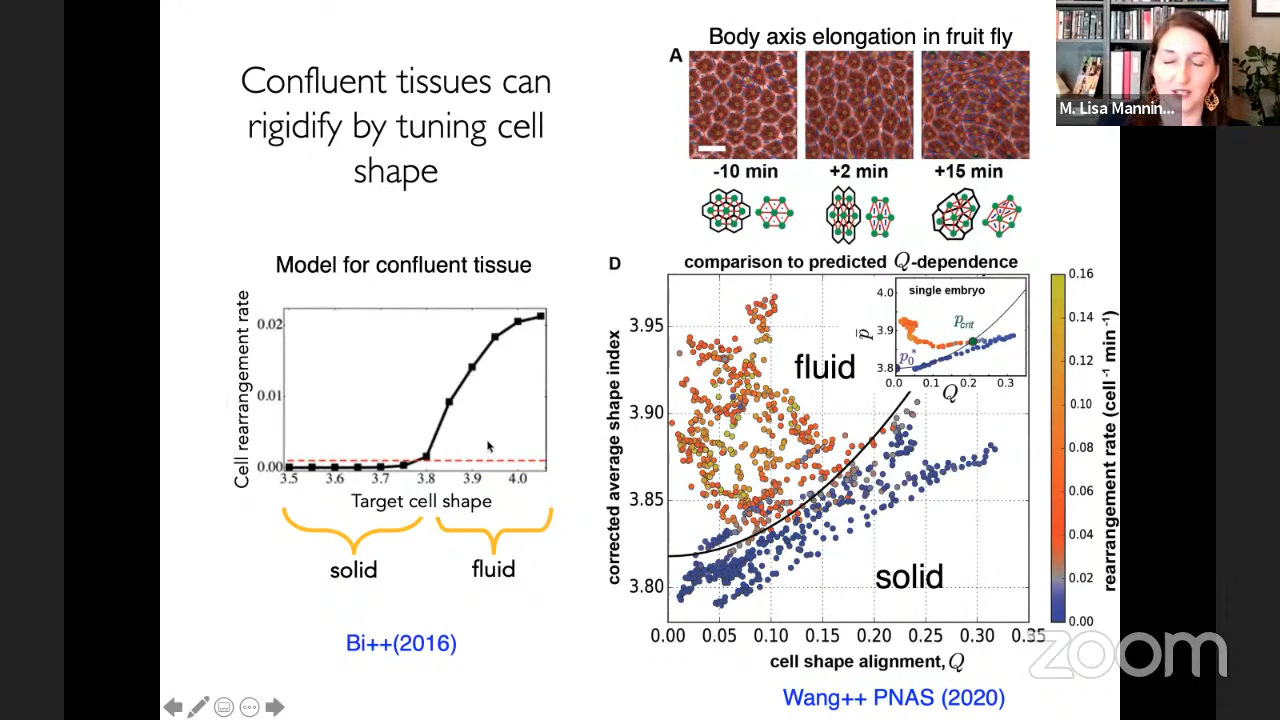 Confluent tissues can
rigidify by tuning cell
shape
Model for confluent tissue
Cell rearrangement rate
0.02
0.01
0.00
3.5 3.6 3.7 3.8 3.9 4.0
Target cell shape
solid
fluid
Bi++(2016)
Body axis elongation in fruit fly
A
-10 min
+2 min
+15 min
D
comparison to predicted Q-dependence
corrected average shape index
3.95
3.90
3.85
3.80
0.00 0.05 0.10 0.15 0.20 0.25 0.30 0.35
cell shape alignment, Q
fluid
solid
single embryo
p̄
4.0
3.9
3.8
pcrit
p0*
0 0.1 0.2 0.3
Q
0.16
0.14
0.12
0.10
0.08
0.06
0.04
0.02
0.00
rearrangement rate (cell⁻¹ min⁻¹)
Wang++ PNAS (2020)
M. Lisa Mannin...
zoom